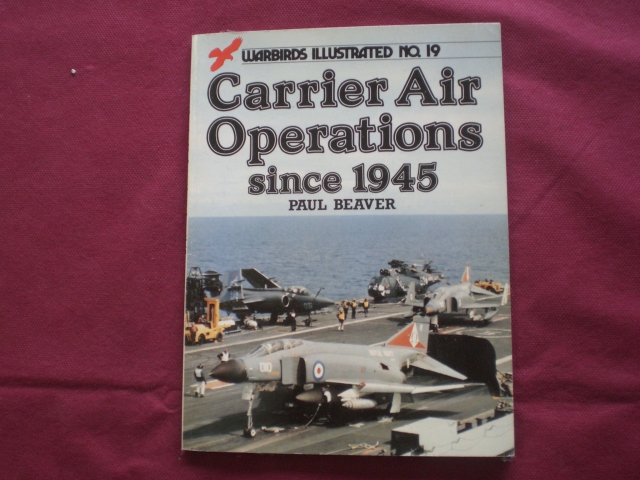 WARBIRDS ILLUSTRATED NO. 19
Carrier Air
Operations
since 1945
PAUL BEAVER